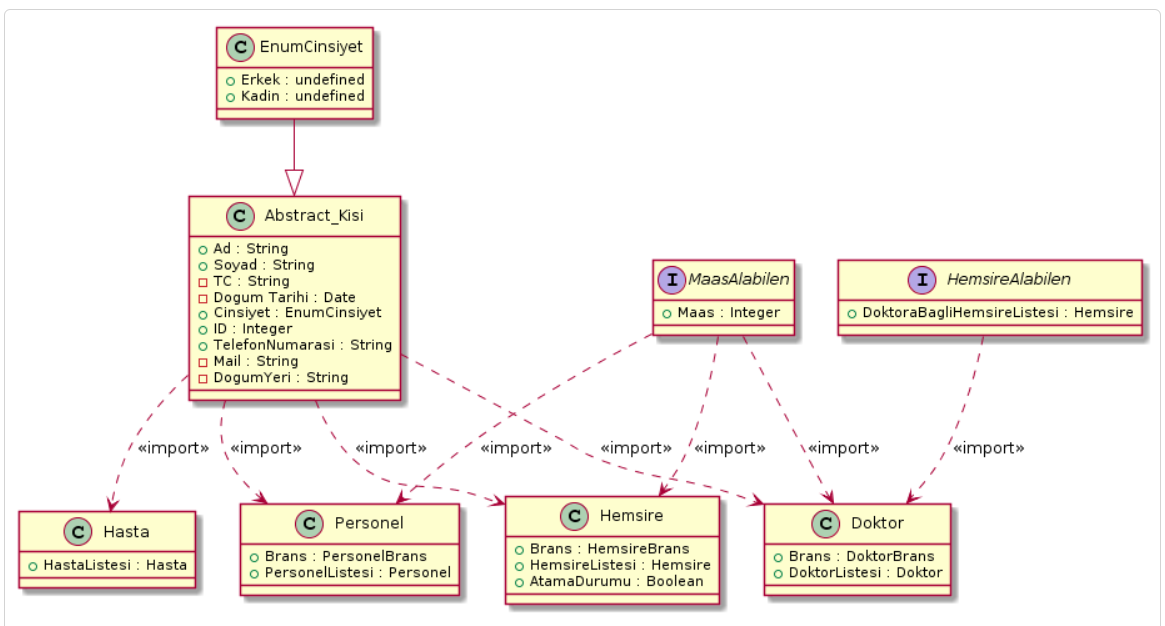 C EnumCinsiyet
Erkek : undefined
Kadin : undefined
C Abstract_Kisi
Ad : String
Soyad : String
TC : String
Dogum Tarihi : Date
Cinsiyet : EnumCinsiyet
ID : Integer
TelefonNumarasi : String
Mail : String
DogumYeri : String
I MaasAlabilen
Maas : Integer
I HemsireAlabilen
DoktoraBagliHemsireListesi : Hemsire
«import» «import» «import» «import» «import» «import» «import» «import»
C Hasta
HastaListesi : Hasta
C Personel
Brans : PersonelBrans
PersonelListesi : Personel
C Hemsire
Brans : HemsireBrans
HemsireListesi : Hemsire
AtamaDurumu : Boolean
C Doktor
Brans : DoktorBrans
DoktorListesi : Doktor